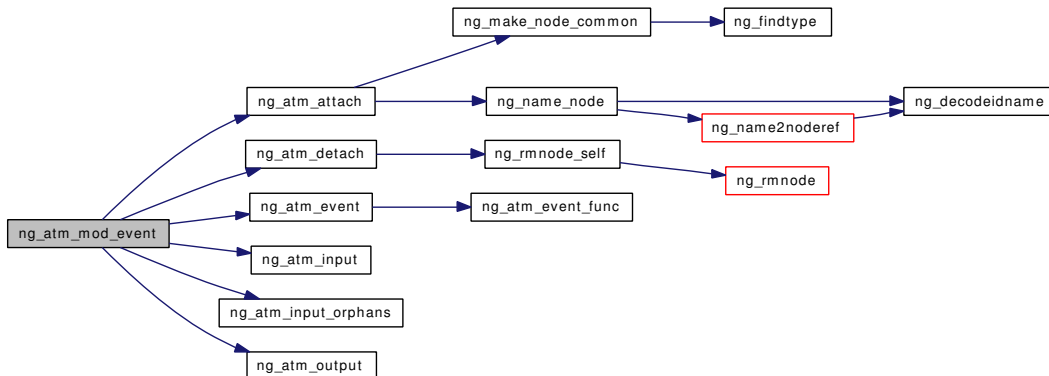 ng_make_node_common
ng_findtype
ng_atm_attach
ng_name_node
ng_decodeidname
ng_name2noderef
ng_atm_detach
ng_rmnode_self
ng_rmnode
ng_atm_event
ng_atm_event_func
ng_atm_mod_event
ng_atm_input
ng_atm_input_orphans
ng_atm_output